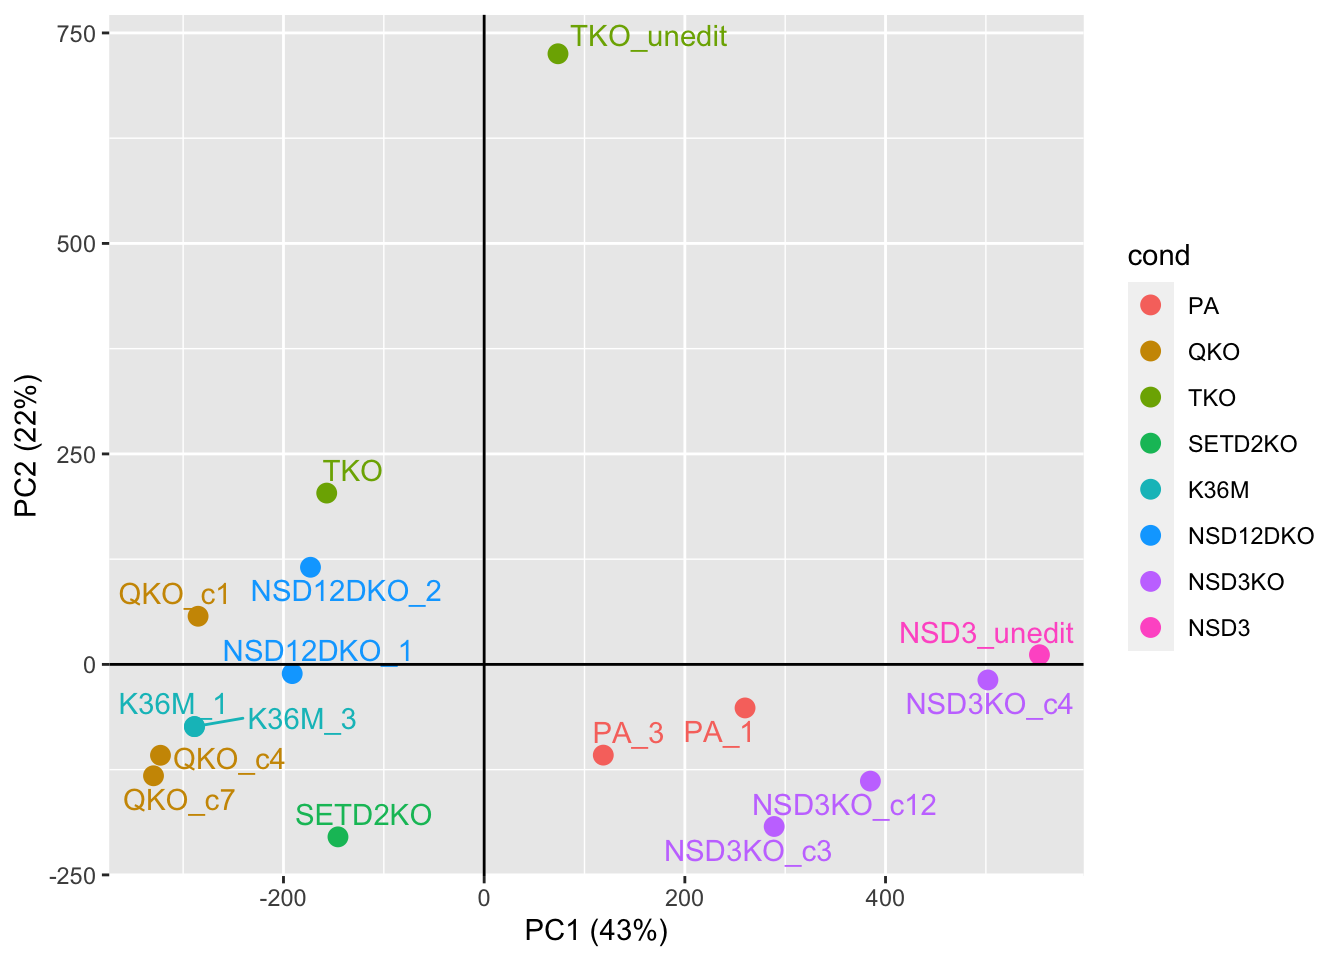 750
500
250
0
-250
PC2 (22%)
TKO_unedit
TKO
NSD12DKO_2
QKO_c1
NSD12DKO_1
NSD3_unedit
K36M_1
K36M_3
NSD3KO_c4
PA_3
PA_1
QKO_c4
QKO_c7
SETD2KO
NSD3KO_c12
NSD3KO_c3
-200
0
200
400
PC1 (43%)
cond
PA
QKO
TKO
SETD2KO
K36M
NSD12DKO
NSD3KO
NSD3